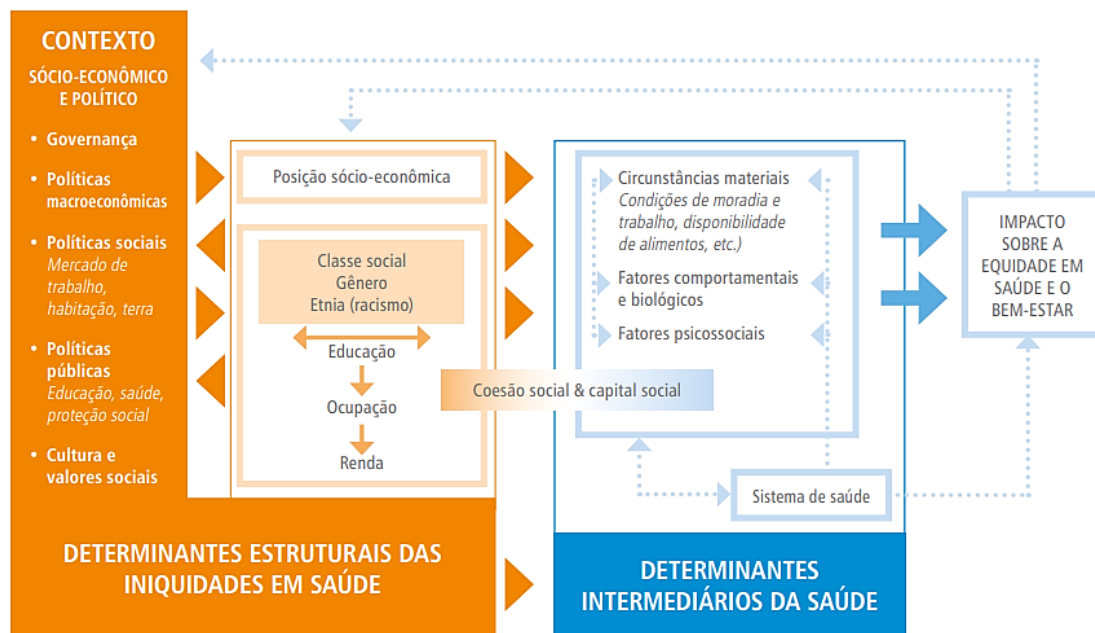 CONTEXTO
SÓCIO-ECONÔMICO
E POLÍTICO
• Governança
• Políticas
macroeconômicas
• Políticas sociais
Mercado de
trabalho,
habitação, terra
• Políticas
públicas
Educação, saúde,
proteção social
• Cultura e
valores sociais
Posição sócio-econômica
Classe social
Gênero
Etnia (racismo)
Educação
Ocupação
Renda
Coesão social & capital social
Circunstâncias materiais
Condições de moradia e
trabalho, disponibilidade
de alimentos, etc.)
Fatores comportamentais
e biológicos
Fatores psicossociais
Sistema de saúde
IMPACTO
SOBRE A
EQUIDADE EM
SAÚDE E O
BEM-ESTAR
DETERMINANTES ESTRUTURAIS DAS
INIQUIDADES EM SAÚDE
DETERMINANTES
INTERMEDIÁRIOS DA SAÚDE